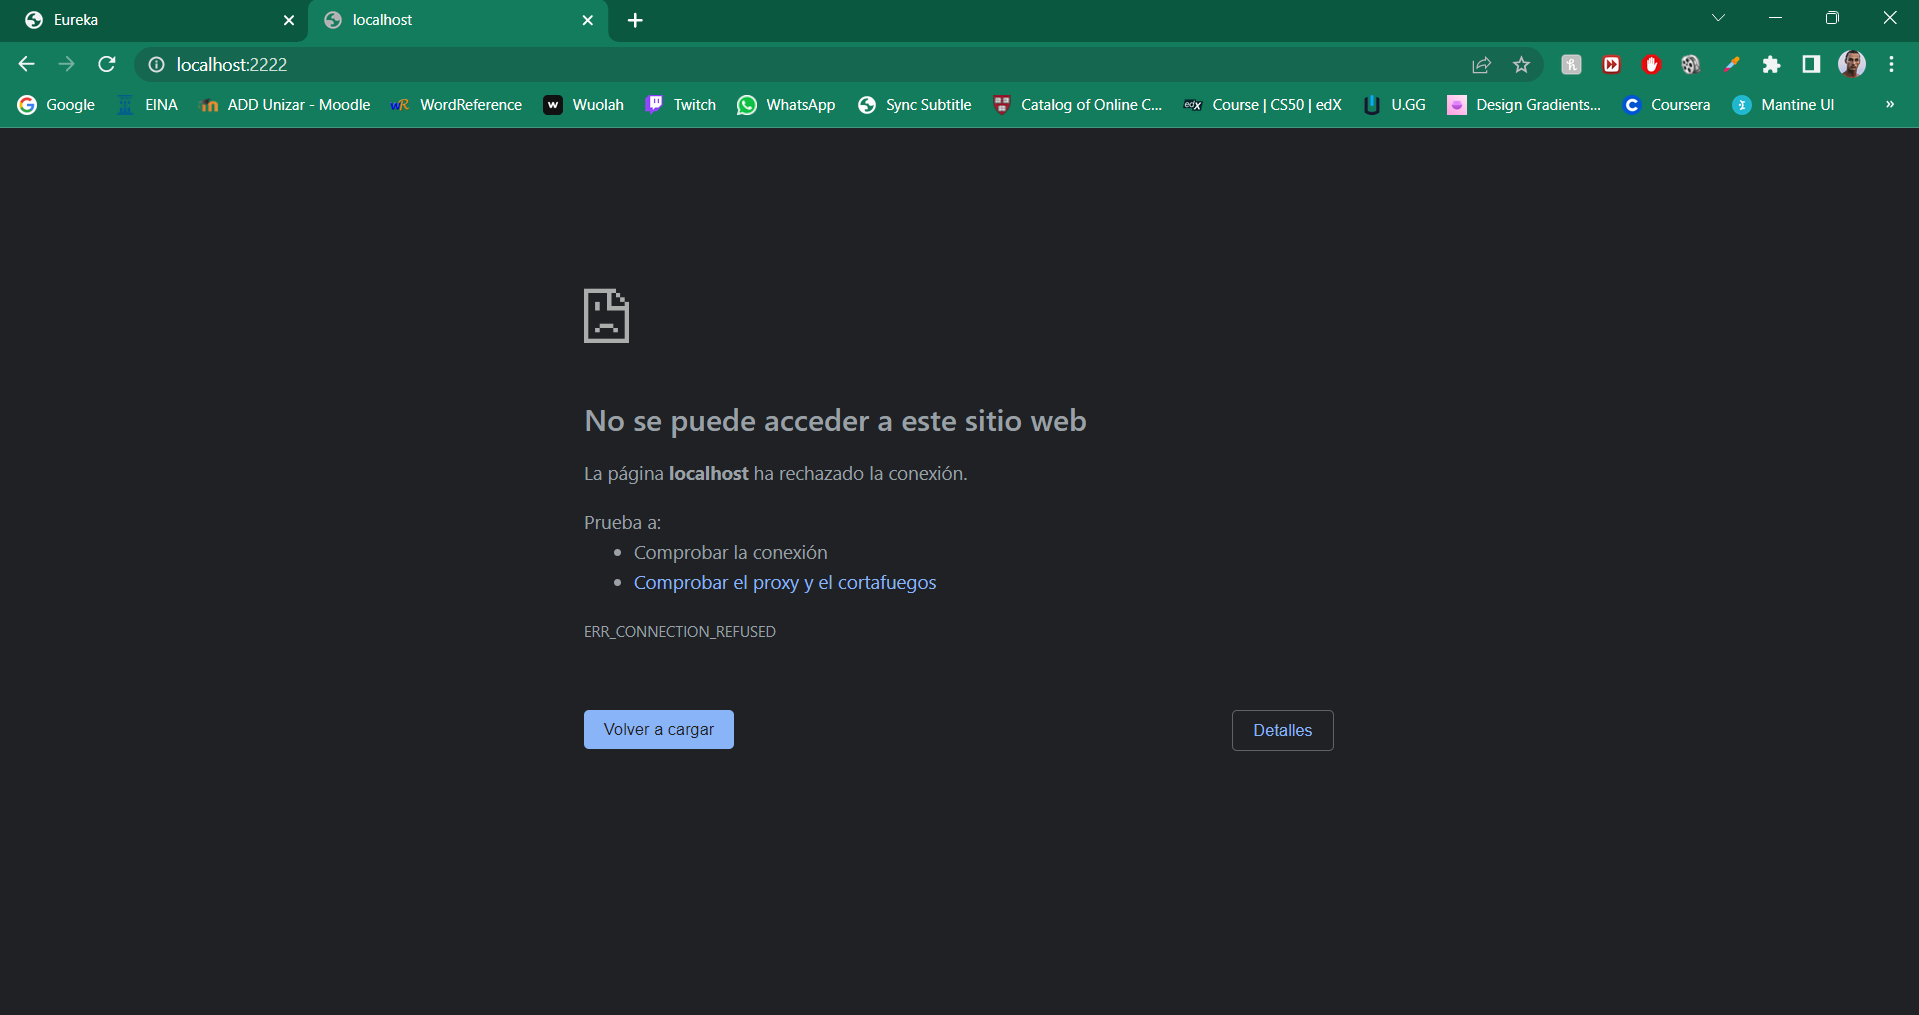 Eureka
localhost
localhost:2222
Google EINA ADD Unizar - Moodle WordReference Wuolah Twitch WhatsApp Sync Subtitle Catalog of Online C... edX Course | CS50 | edX U.GG Design Gradients... Coursera Mantine UI »
No se puede acceder a este sitio web
La página localhost ha rechazado la conexión.
Prueba a:
• Comprobar la conexión
• Comprobar el proxy y el cortafuegos
ERR_CONNECTION_REFUSED
Volver a cargar
Detalles